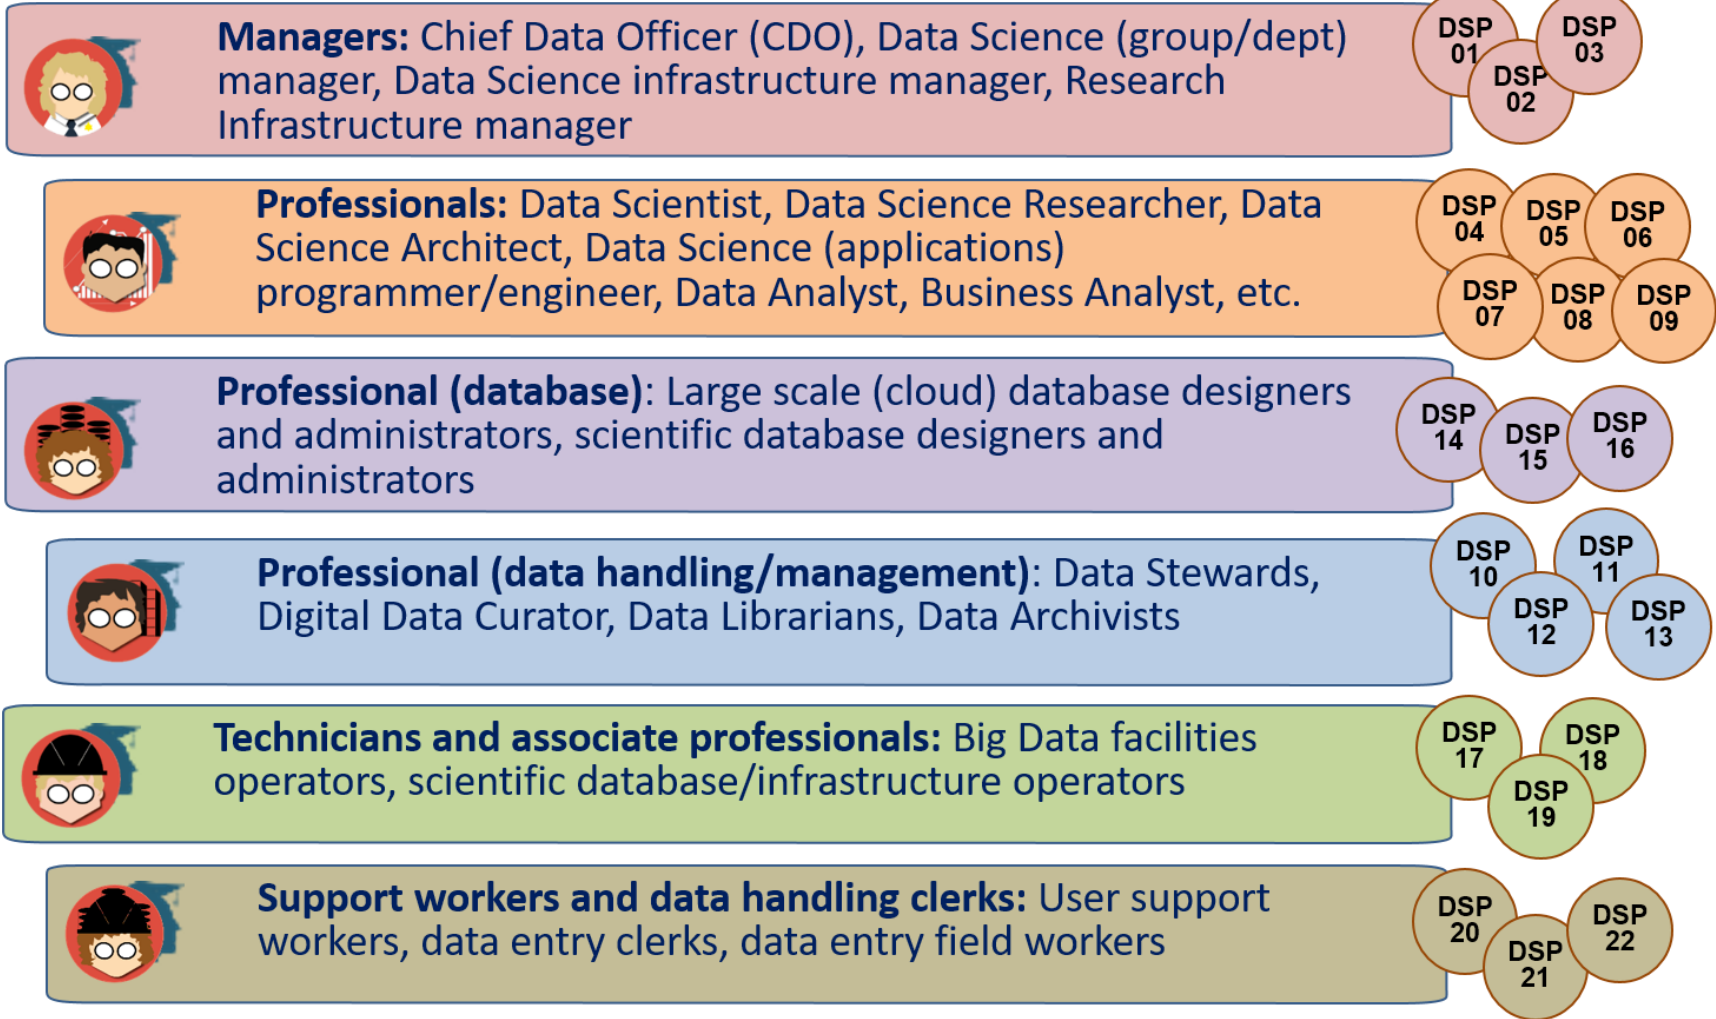 Managers: Chief Data Officer (CDO), Data Science (group/dept)
manager, Data Science infrastructure manager, Research
Infrastructure manager
DSP
01
DSP
02
DSP
03
Professionals: Data Scientist, Data Science Researcher, Data
Science Architect, Data Science (applications)
programmer/engineer, Data Analyst, Business Analyst, etc.
DSP
04
DSP
05
DSP
06
DSP
07
DSP
08
DSP
09
Professional (database): Large scale (cloud) database designers
and administrators, scientific database designers and
administrators
DSP
14
DSP
15
DSP
16
Professional (data handling/management): Data Stewards,
Digital Data Curator, Data Librarians, Data Archivists
DSP
10
DSP
11
DSP
12
DSP
13
Technicians and associate professionals: Big Data facilities
operators, scientific database/infrastructure operators
DSP
17
DSP
18
DSP
19
Support workers and data handling clerks: User support
workers, data entry clerks, data entry field workers
DSP
20
DSP
21
DSP
22